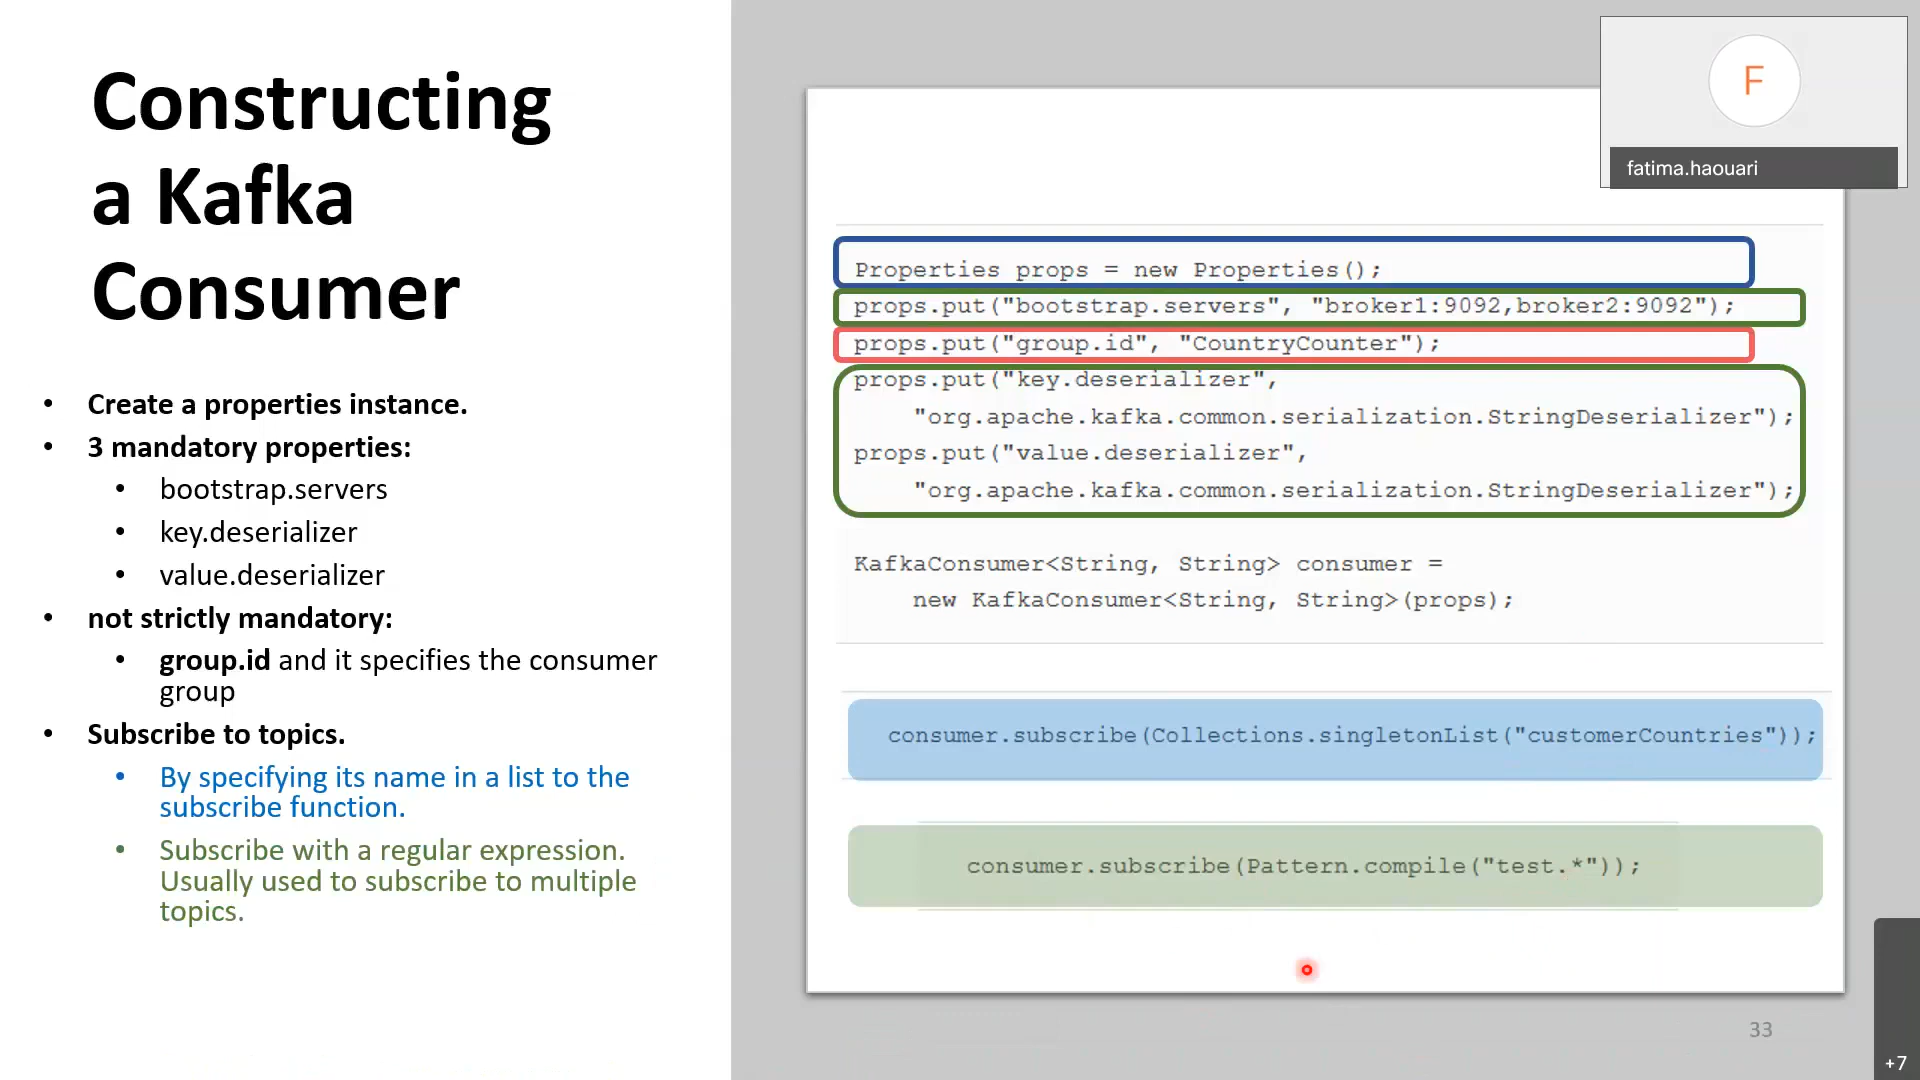 Constructing
a Kafka
Consumer
• Create a properties instance.
• 3 mandatory properties:
• bootstrap.servers
• key.deserializer
• value.deserializer
• not strictly mandatory:
• group.id and it specifies the consumer
group
• Subscribe to topics.
• By specifying its name in a list to the
subscribe function.
• Subscribe with a regular expression.
Usually used to subscribe to multiple
topics.
F
fatima.haouari
Properties props = new Properties();
props.put("bootstrap.servers", "broker1:9092,broker2:9092");
props.put("group.id", "CountryCounter");
props.put("key.deserializer",
"org.apache.kafka.common.serialization.StringDeserializer");
props.put("value.deserializer",
"org.apache.kafka.common.serialization.StringDeserializer");
KafkaConsumer<String, String> consumer =
new KafkaConsumer<String, String>(props);
consumer.subscribe(Collections.singletonList("customerCountries"));
consumer.subscribe(Pattern.compile("test.*"));
33
+7